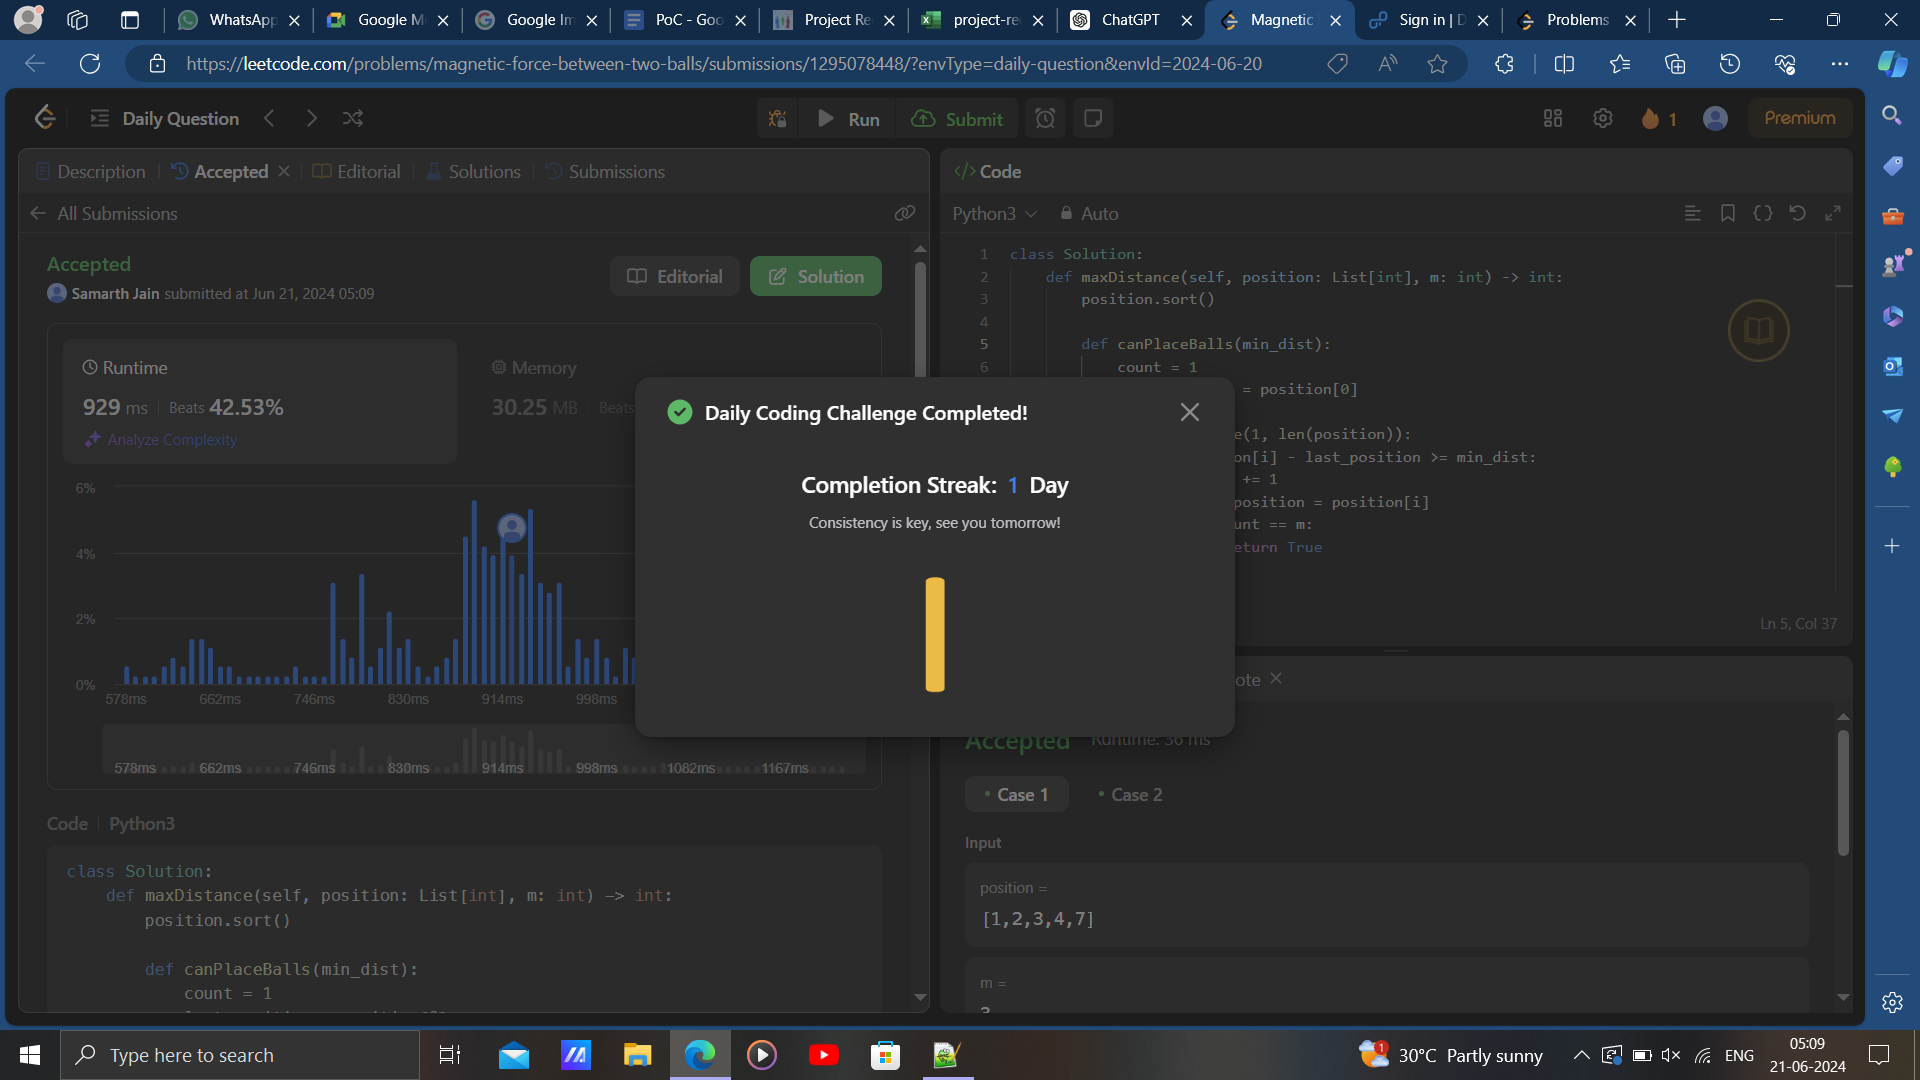 WhatsApp
Google M
Google Im
PoC - Goo
Project Re
project-re
ChatGPT
Magnetic
Sign in | D
Problems
https://leetcode.com/problems/magnetic-force-between-two-balls/submissions/1295078448/?envType=daily-question&envId=2024-06-20
Daily Question
Run
Submit
1
Premium
Description
Accepted
Editorial
Solutions
Submissions
All Submissions
Accepted
Samarth Jain submitted at Jun 21, 2024 05:09
Editorial
Solution
Runtime
929 ms | Beats 42.53%
Analyze Complexity
Memory
30.25 MB | Beats
6%
4%
2%
0%
578ms 662ms 746ms 830ms 914ms 998ms
578ms 662ms 746ms 830ms 914ms 998ms 1082ms 1167ms
Code | Python3
class Solution:
def maxDistance(self, position: List[int], m: int) -> int:
position.sort()
def canPlaceBalls(min_dist):
count = 1
</> Code
Python3
Auto
1 class Solution:
2 def maxDistance(self, position: List[int], m: int) -> int:
3 position.sort()
4
5 def canPlaceBalls(min_dist):
6 count = 1
= position[0]
e(1, len(position)):
on[i] - last_position >= min_dist:
+= 1
position = position[i]
unt == m:
eturn True
Ln 5, Col 37
Daily Coding Challenge Completed!
Completion Streak: 1 Day
Consistency is key, see you tomorrow!
ote
Accepted Runtime: 36 ms
Case 1
Case 2
Input
position =
[1,2,3,4,7]
m =
Type here to search
1
30°C Partly sunny
ENG
05:09
21-06-2024